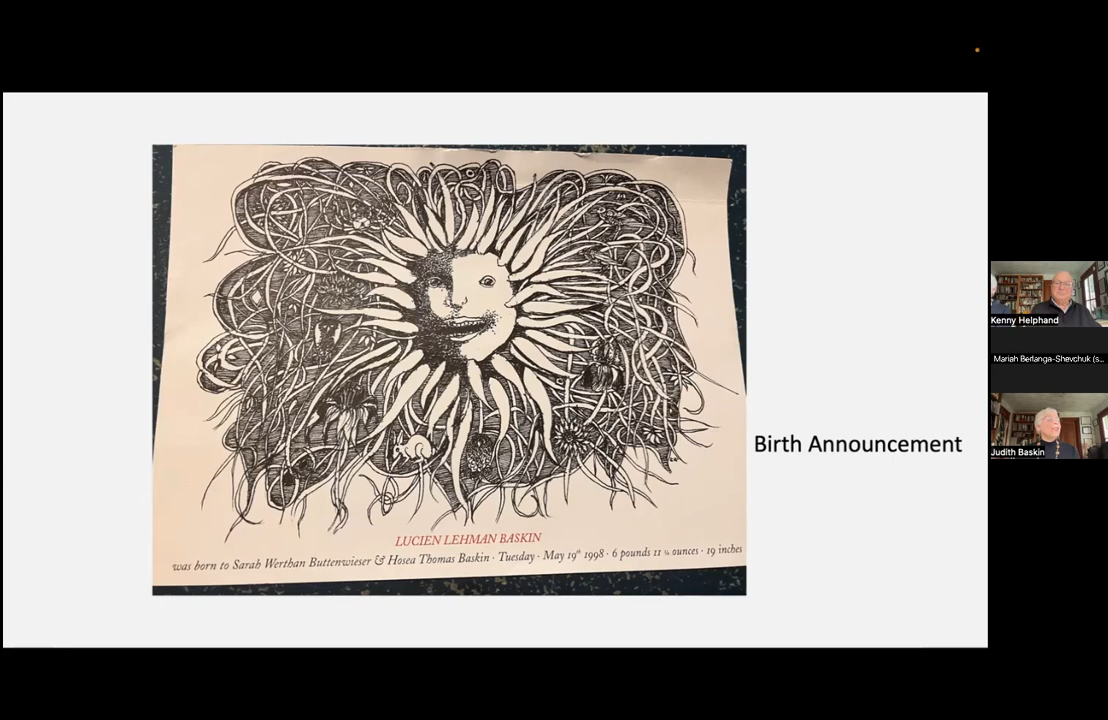 LUCIEN LEHMAN BASKIN
was born to Sarah Werthan Buttenwieser & Hosea Thomas Baskin · Tuesday · May 19th 1998 · 6 pounds 11 ¼ ounces · 19 inches
Birth Announcement
Kenny Helphand
Mariah Berlanga-Shevchuk (s...
Judith Baskin